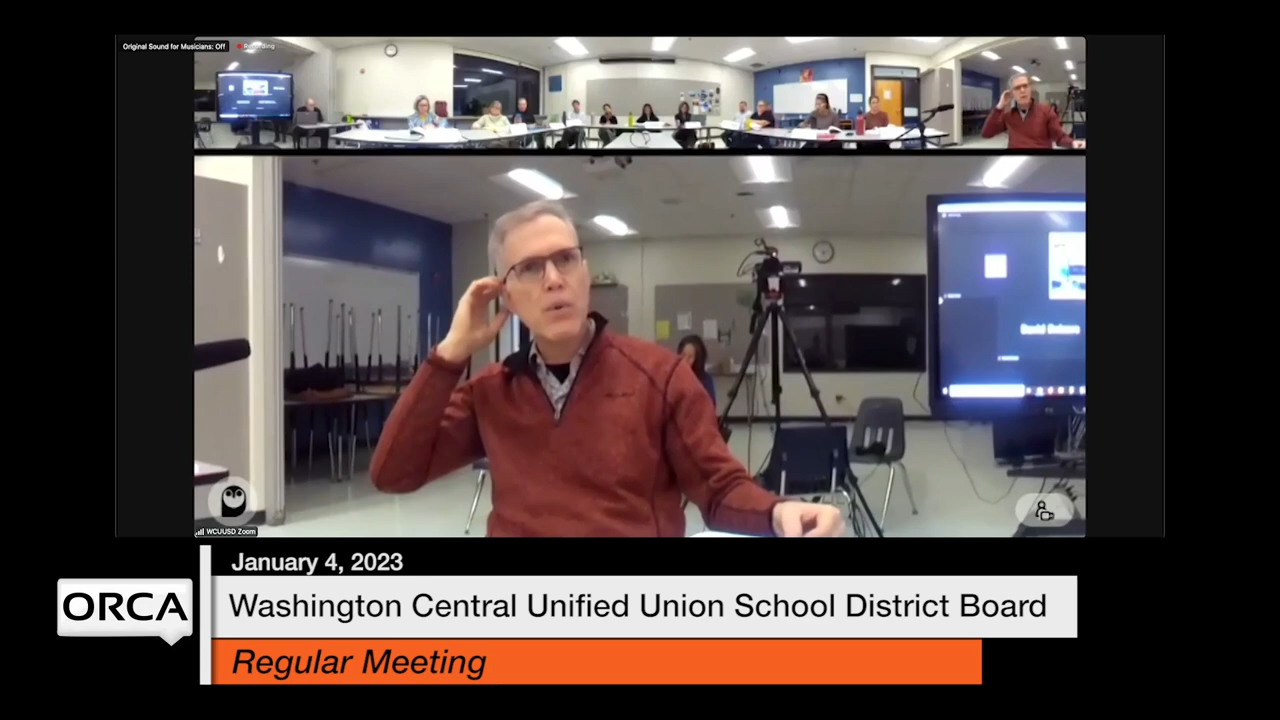 Original Sound for Musicians: Off
Recording
WCUUSD Zoom
January 4, 2023
ORCA
Washington Central Unified Union School District Board
Regular Meeting